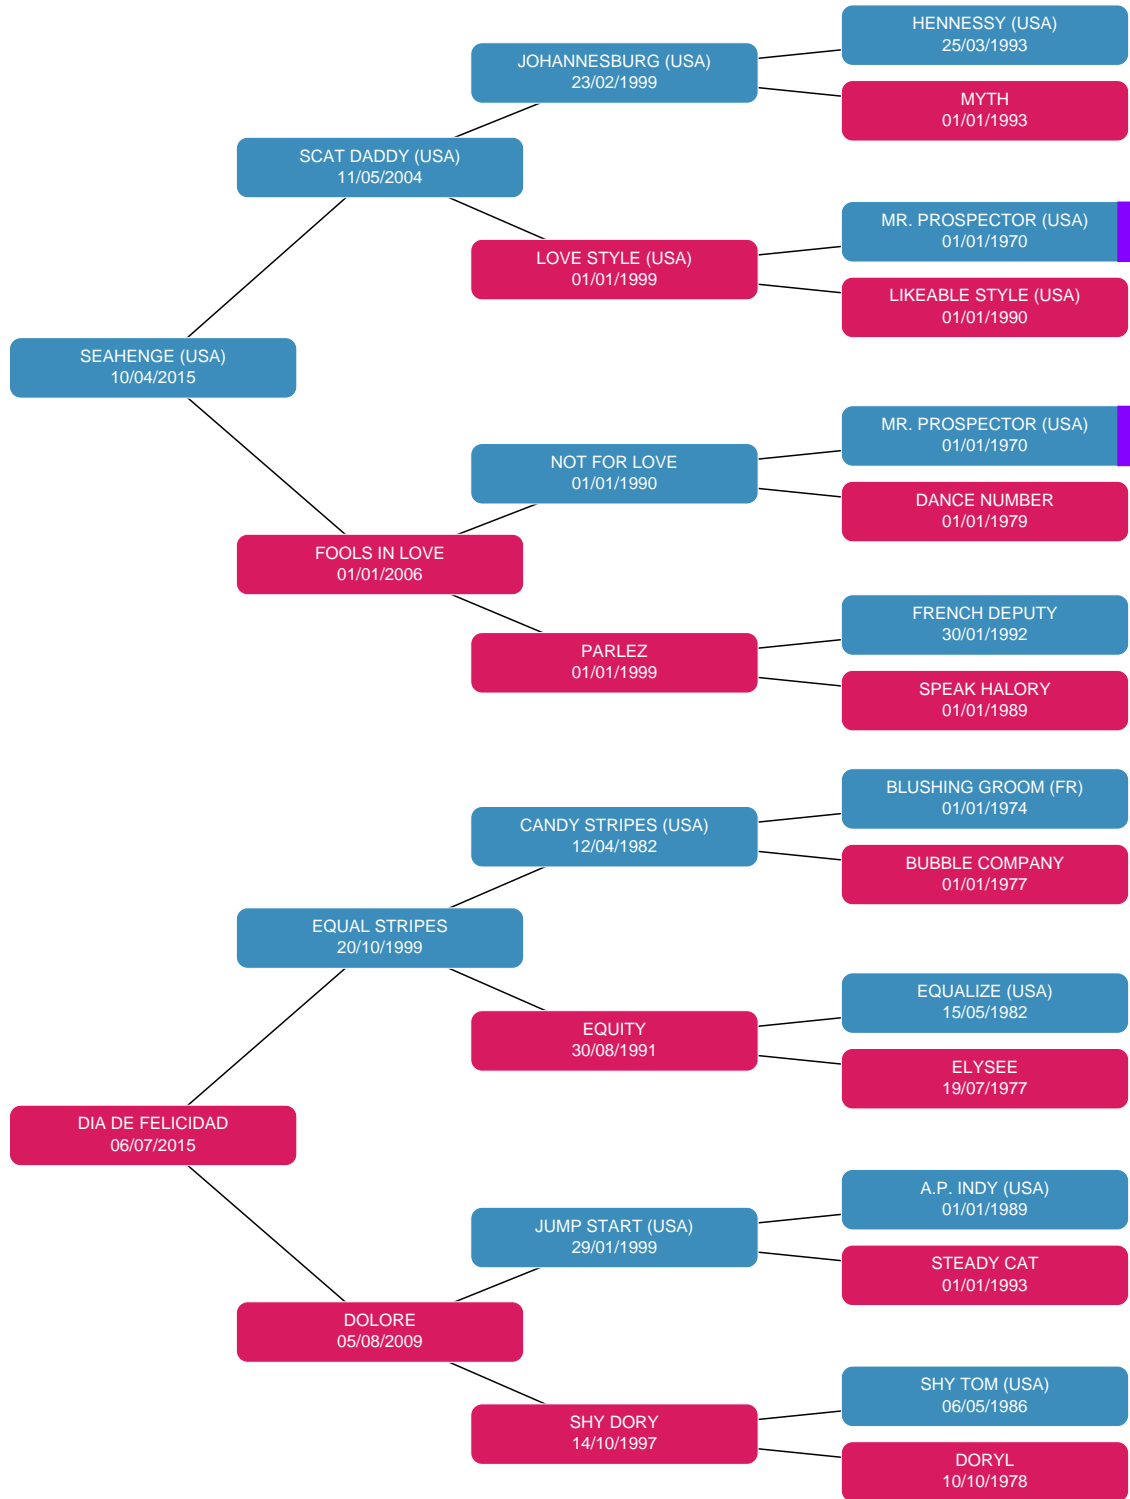 HENNESSY (USA)
25/03/1993
JOHANNESBURG (USA)
23/02/1999
MYTH
01/01/1993
SCAT DADDY (USA)
11/05/2004
MR. PROSPECTOR (USA)
01/01/1970
LOVE STYLE (USA)
01/01/1999
LIKEABLE STYLE (USA)
01/01/1990
SEAHENGE (USA)
10/04/2015
MR. PROSPECTOR (USA)
01/01/1970
NOT FOR LOVE
01/01/1990
DANCE NUMBER
01/01/1979
FOOLS IN LOVE
01/01/2006
FRENCH DEPUTY
30/01/1992
PARLEZ
01/01/1999
SPEAK HALORY
01/01/1989
BLUSHING GROOM (FR)
01/01/1974
CANDY STRIPES (USA)
12/04/1982
BUBBLE COMPANY
01/01/1977
EQUAL STRIPES
20/10/1999
EQUALIZE (USA)
15/05/1982
EQUITY
30/08/1991
ELYSEE
19/07/1977
DIA DE FELICIDAD
06/07/2015
A.P. INDY (USA)
01/01/1989
JUMP START (USA)
29/01/1999
STEADY CAT
01/01/1993
DOLORE
05/08/2009
SHY TOM (USA)
06/05/1986
SHY DORY
14/10/1997
DORYL
10/10/1978